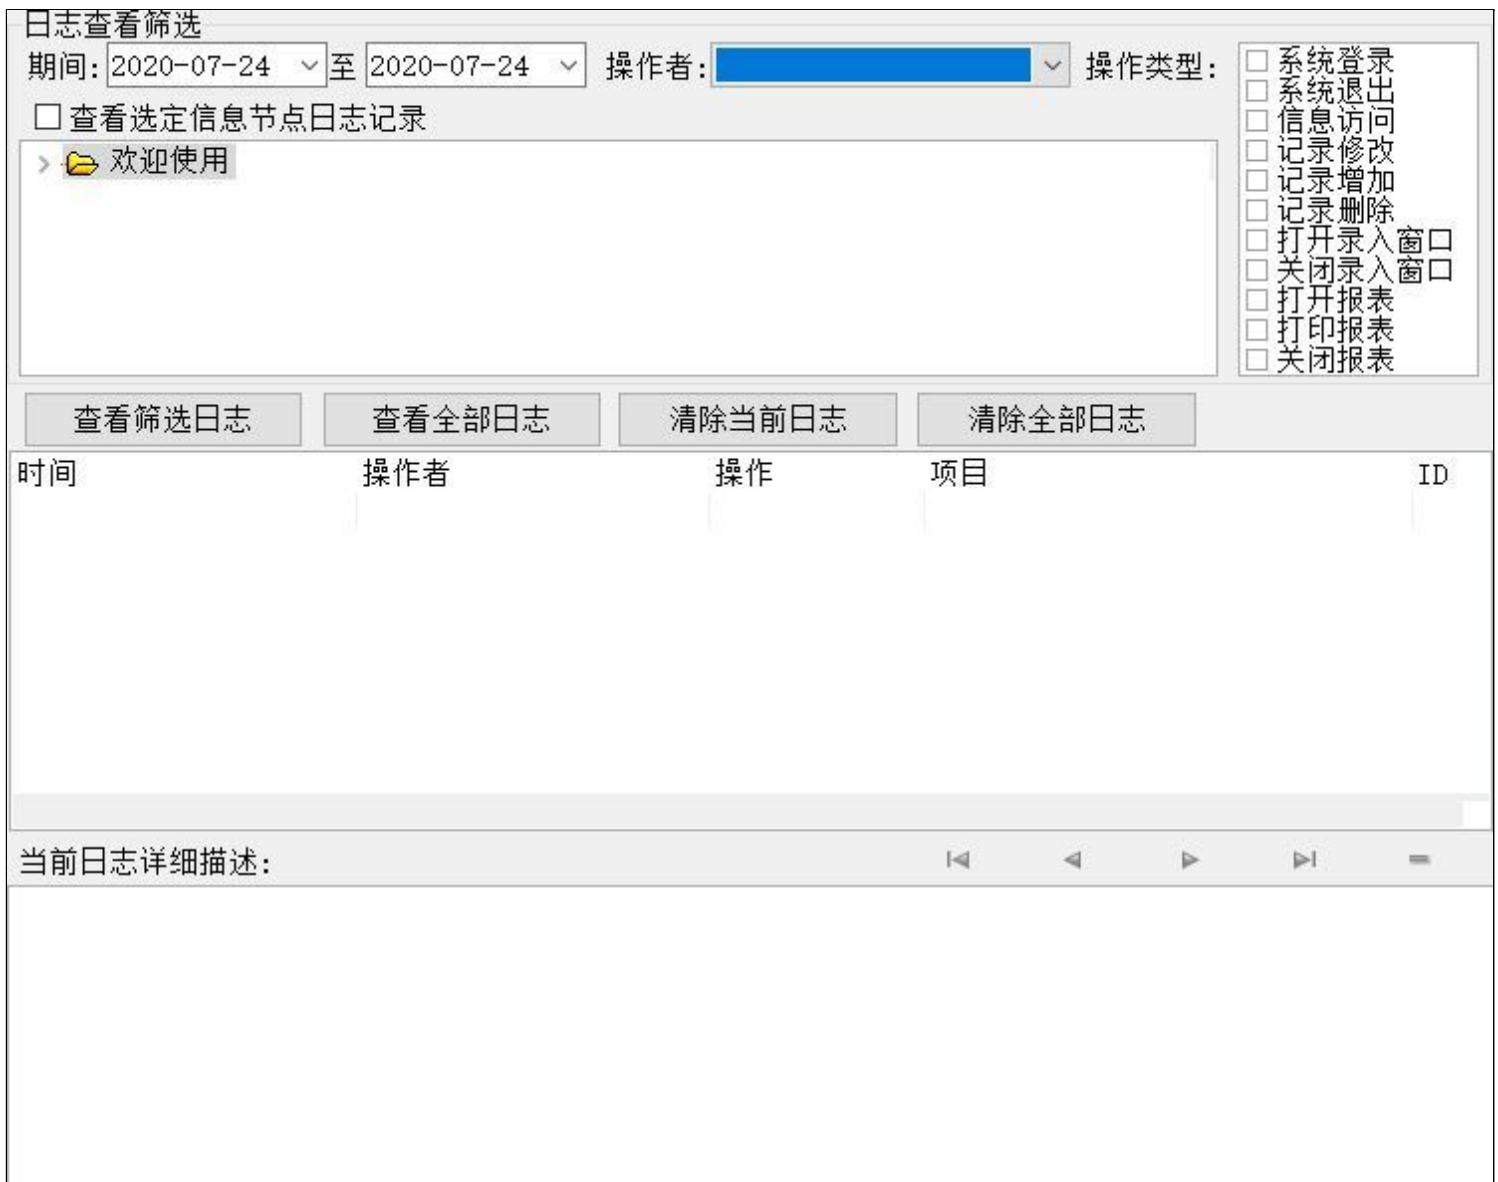 日志查看筛选
期间: 2020-07-24 至 2020-07-24 操作者: 操作类型:
系统登录
系统退出
信息访问
记录修改
记录增加
记录删除
打开录入窗口
关闭录入窗口
打开报表
打印报表
关闭报表
查看选定信息节点日志记录
欢迎使用
查看筛选日志 查看全部日志 清除当前日志 清除全部日志
时间 操作者 操作 项目 ID
当前日志详细描述: